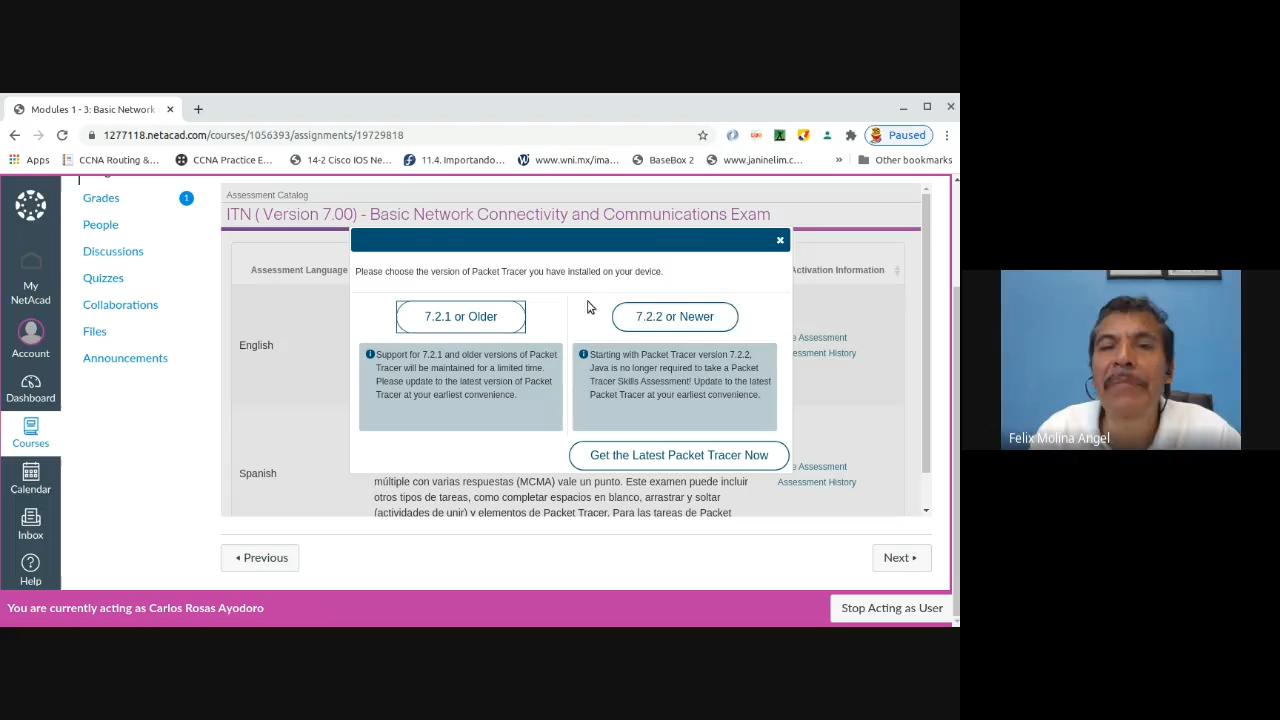 Modules 1 - 3: Basic Network
1277118.netacad.com/courses/1056393/assignments/19729818
Paused
Apps
CCNA Routing &...
CCNA Practice E...
14-2 Cisco IOS Ne...
11.4. Importando...
www.wni.mx/ima...
BaseBox 2
www.janinelim.c...
»
Other bookmarks
Grades
1
People
Discussions
Quizzes
Collaborations
Files
Announcements
My
NetAcad
Account
Dashboard
Courses
Calendar
Inbox
Help
Assessment Catalog
ITN ( Version 7.00) - Basic Network Connectivity and Communications Exam
Assessment Language
Activation Information
Please choose the version of Packet Tracer you have installed on your device.
7.2.1 or Older
7.2.2 or Newer
Support for 7.2.1 and older versions of Packet
Tracer will be maintained for a limited time.
Please update to the latest version of Packet
Tracer at your earliest convenience.
Starting with Packet Tracer version 7.2.2,
Java is no longer required to take a Packet
Tracer Skills Assessment! Update to the latest
Packet Tracer at your earliest convenience.
Get the Latest Packet Tracer Now
English
e Assessment
ssessment History
Spanish
múltiple con varias respuestas (MCMA) vale un punto. Este examen puede incluir
otros tipos de tareas, como completar espacios en blanco, arrastrar y soltar
(actividades de unir) y elementos de Packet Tracer. Para las tareas de Packet
e Assessment
Assessment History
Previous
Next
You are currently acting as Carlos Rosas Ayodoro
Stop Acting as User
Felix Molina Angel